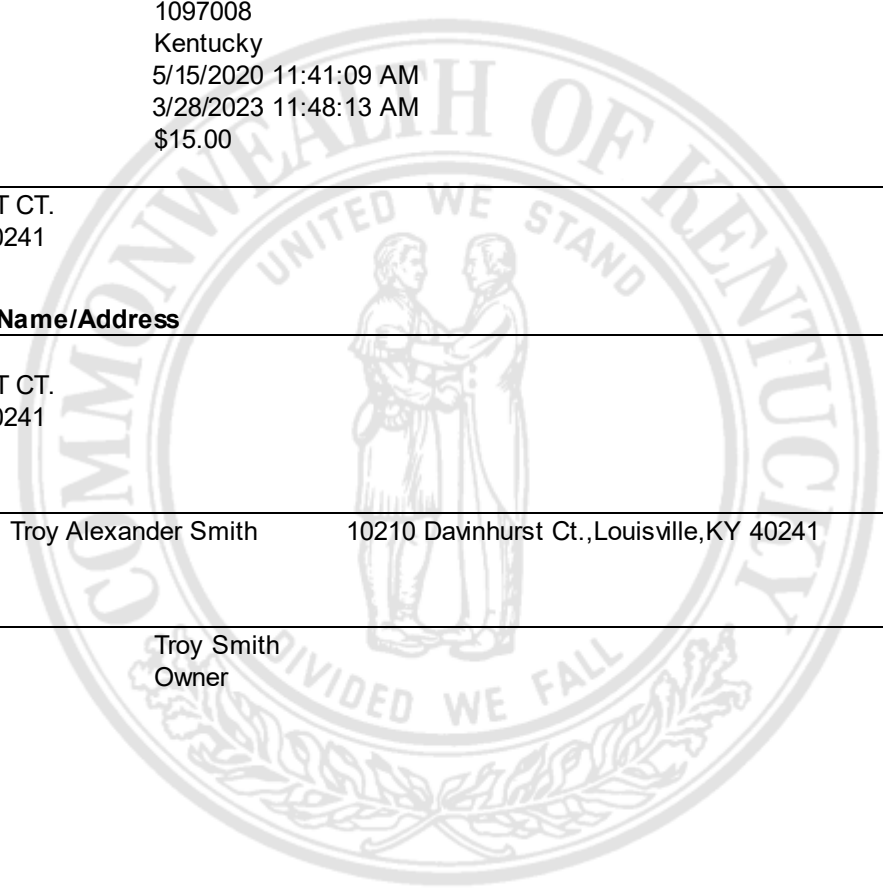 1097008
Kentucky
5/15/2020 11:41:09 AM
3/28/2023 11:48:13 AM
$15.00
T CT.
0241
Name/Address
T CT.
0241
Troy Alexander Smith 10210 Davinhurst Ct.,Louisville,KY 40241
Troy Smith
Owner
COMMONWEALTH OF KENTUCKY
UNITED WE STAND
DIVIDED WE FALL